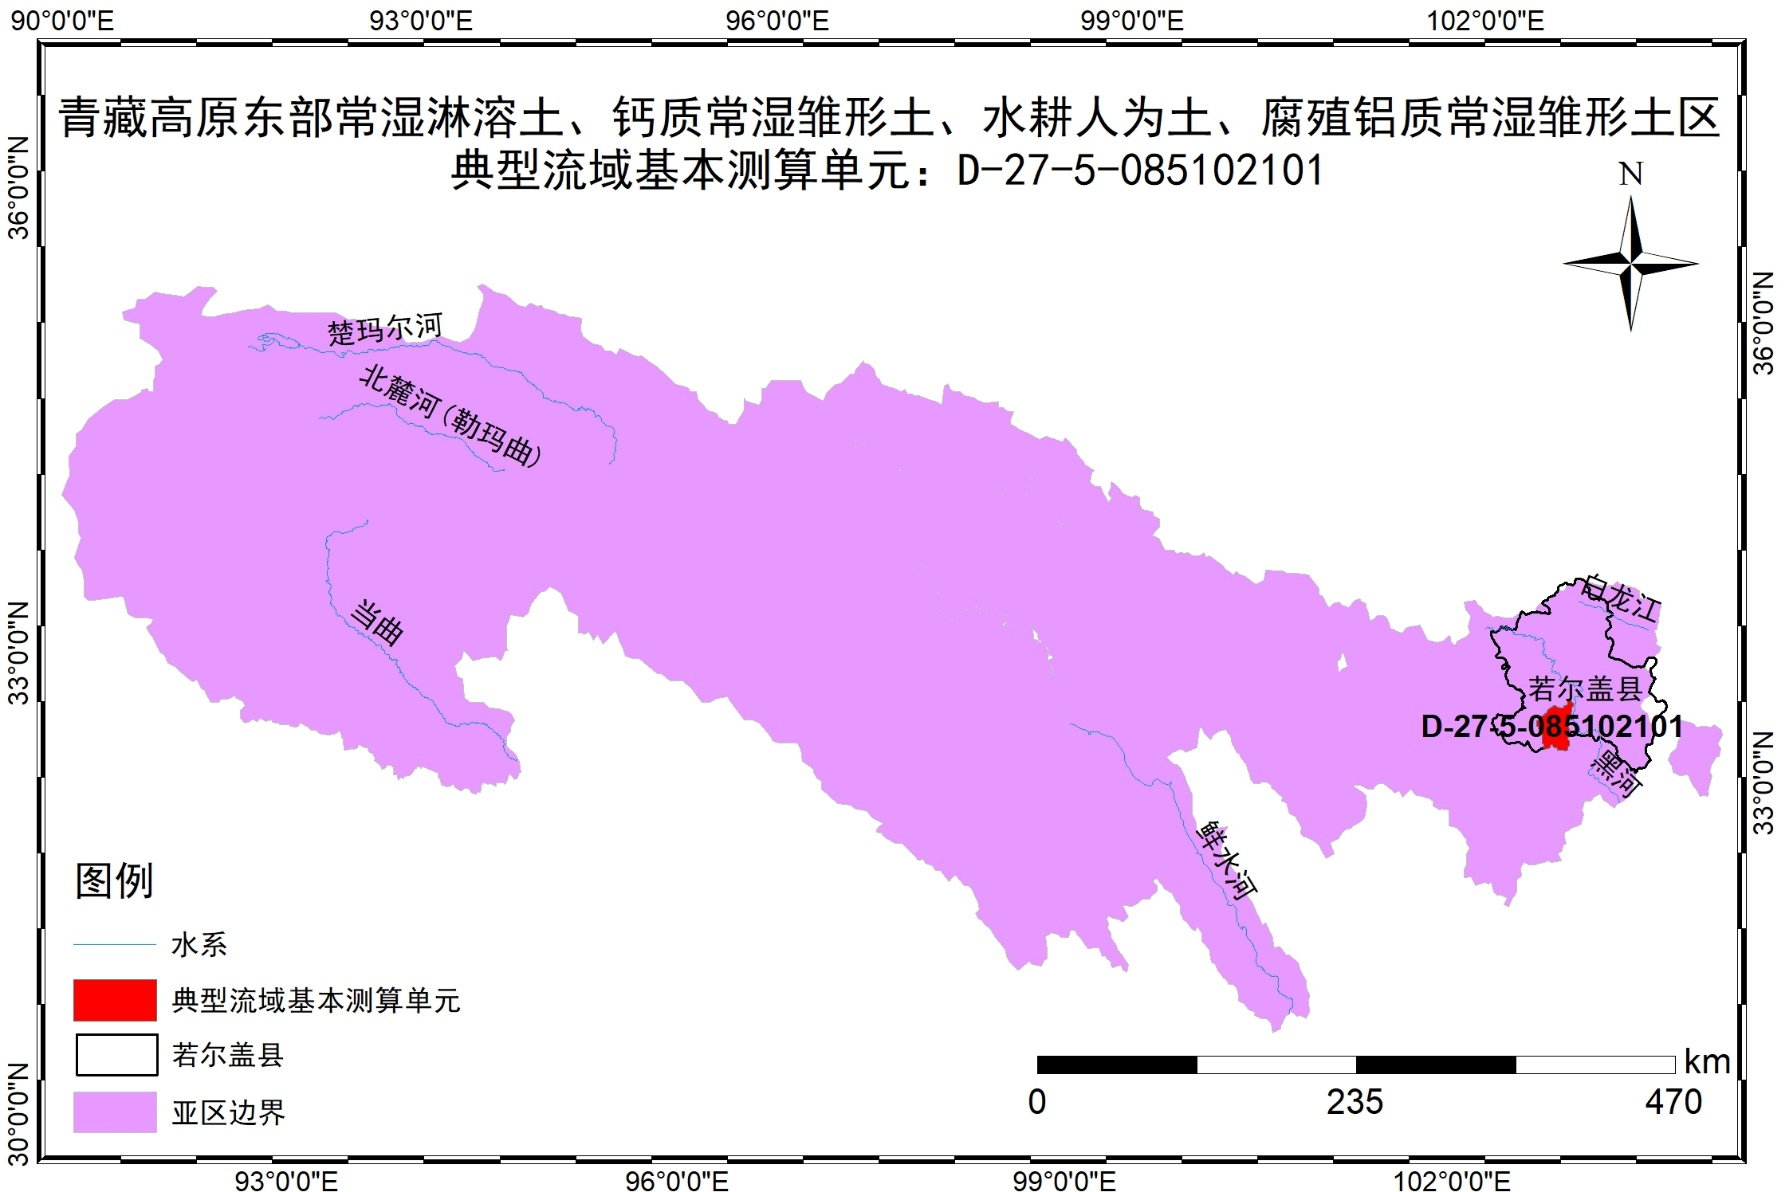 90°0'0"E
93°0'0"E
96°0'0"E
99°0'0"E
102°0'0"E
青藏高原东部常湿淋溶土、钙质常湿雏形土、水耕人为土、腐殖铝质常湿雏形土区
典型流域基本测算单元：D-27-5-085102101
N
36°0'0"N
36°0'0"N
楚玛尔河
北麓河(勒玛曲)
当曲
白龙江
33°0'0"N
若尔盖县
D-27-5-085102101
黑河
33°0'0"N
鲜水河
图例
水系
典型流域基本测算单元
若尔盖县
亚区边界
km
0
235
470
30°0'0"N
93°0'0"E
96°0'0"E
99°0'0"E
102°0'0"E